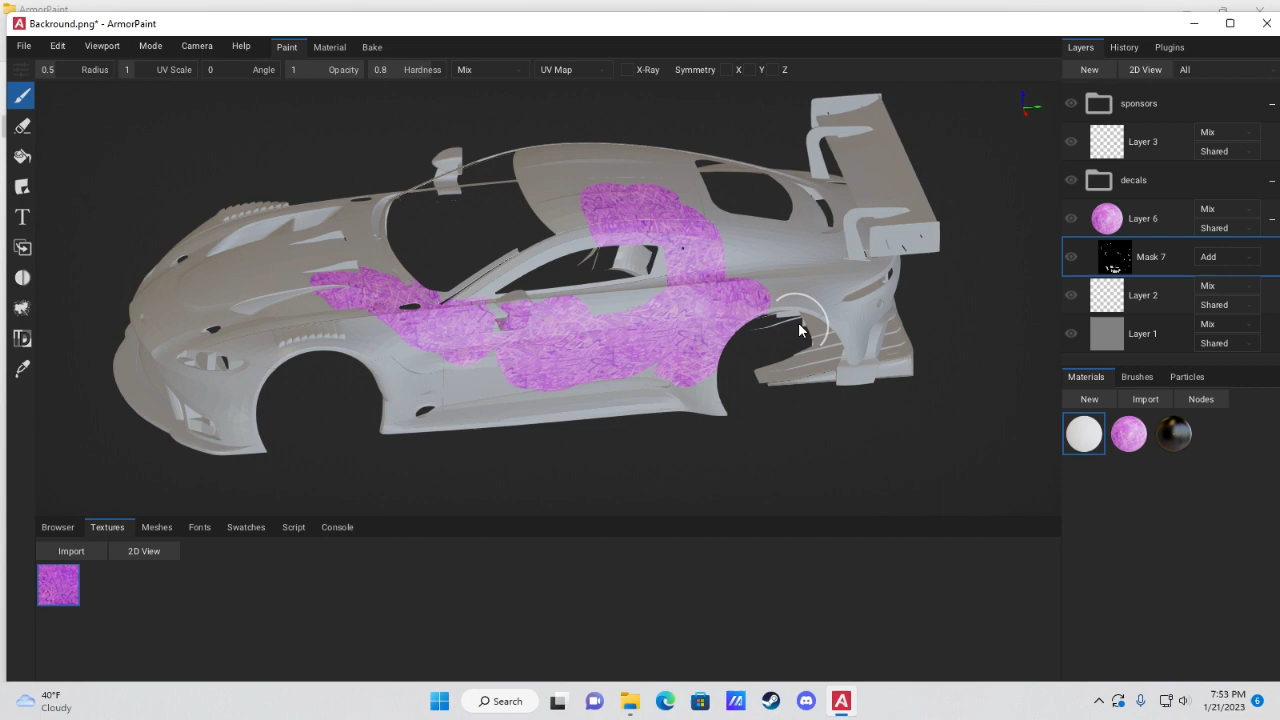 ArmorPaint
Backround.png* - ArmorPaint
File Edit Viewport Mode Camera Help Paint Material Bake
0.5 Radius 1 UV Scale 0 Angle 1 Opacity 0.8 Hardness Mix UV Map X-Ray Symmetry X Y Z
Layers History Plugins
New 2D View All
sponsors
Layer 3 Mix
Shared
decals
Layer 6 Mix
Shared
Mask 7 Add
Layer 2 Mix
Shared
Layer 1 Mix
Shared
Materials Brushes Particles
New Import Nodes
T
Browser Textures Meshes Fonts Swatches Script Console
Import 2D View
40°F
Cloudy
Search
7:53 PM
1/21/2023
6